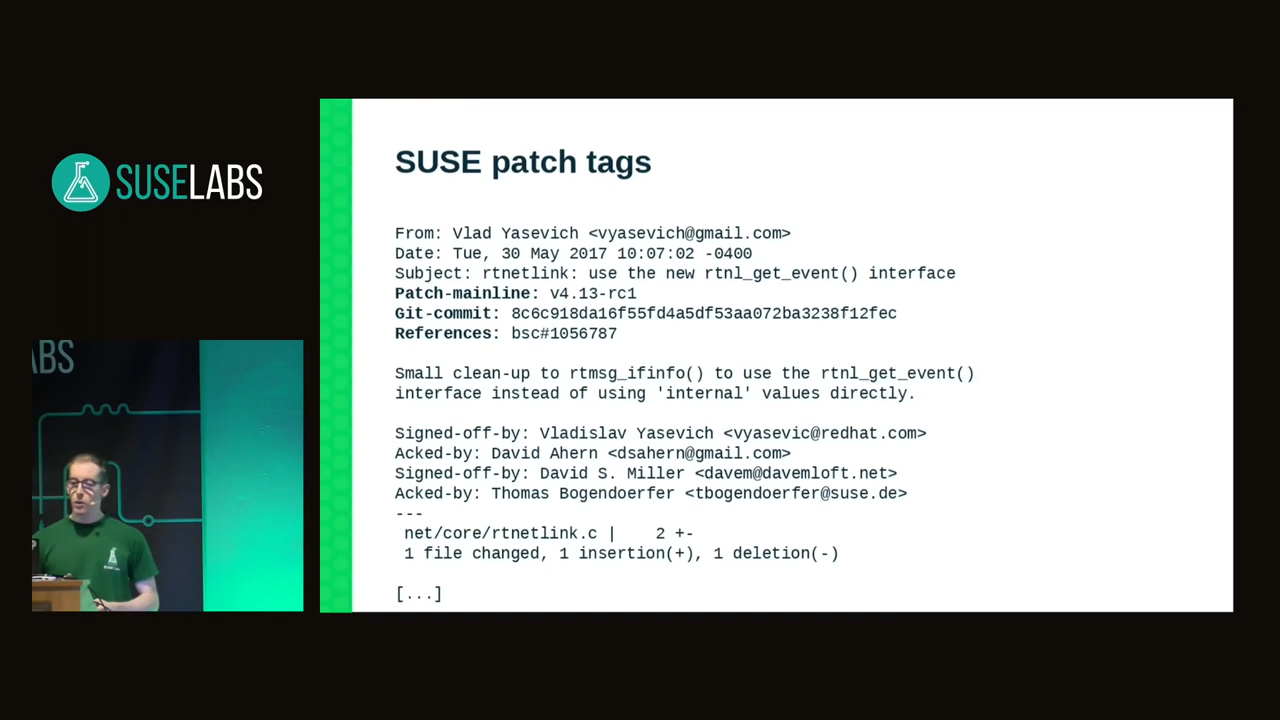 SUSELABS
ABS
SUSE patch tags
From: Vlad Yasevich <vyasevich@gmail.com>
Date: Tue, 30 May 2017 10:07:02 -0400
Subject: rtnetlink: use the new rtnl_get_event() interface
Patch-mainline: v4.13-rc1
Git-commit: 8c6c918da16f55fd4a5df53aa072ba3238f12fec
References: bsc#1056787
Small clean-up to rtmsg_ifinfo() to use the rtnl_get_event()
interface instead of using 'internal' values directly.
Signed-off-by: Vladislav Yasevich <vyasevic@redhat.com>
Acked-by: David Ahern <dsahern@gmail.com>
Signed-off-by: David S. Miller <davem@davemloft.net>
Acked-by: Thomas Bogendoerfer <tbogendoerfer@suse.de>
---
net/core/rtnetlink.c | 2 +-
1 file changed, 1 insertion(+), 1 deletion(-)
[...]